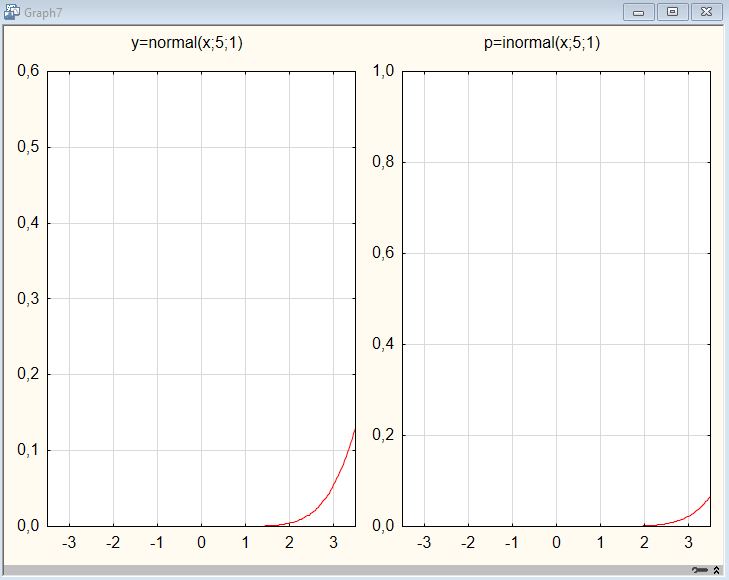 Graph7
y=normal(x;5;1)
0,6
0,5
0,4
0,3
0,2
0,1
0,0
-3 -2 -1 0 1 2 3
p=inormal(x;5;1)
1,0
0,8
0,6
0,4
0,2
0,0
-3 -2 -1 0 1 2 3